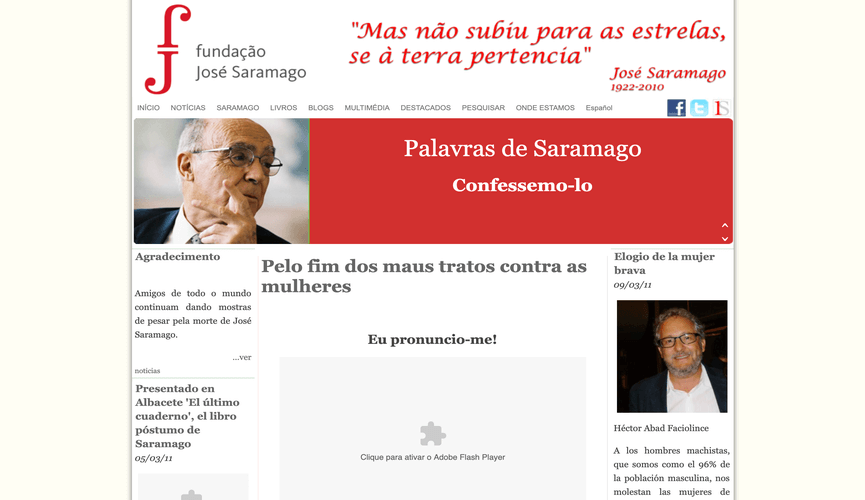 fundação
José Saramago
"Mas não subiu para as estrelas,
se à terra pertencia"
José Saramago
1922-2010
INÍCIO NOTÍCIAS SARAMAGO LIVROS BLOGS MULTIMÉDIA DESTACADOS PESQUISAR ONDE ESTAMOS Español
Palavras de Saramago
Confessemo-lo
Agradecimento
Amigos de todo o mundo
continuam dando mostras
de pesar pela morte de José
Saramago.
...ver
noticias
Presentado en
Albacete 'El último
cuaderno', el libro
póstumo de
Saramago
05/03/11
Pelo fim dos maus tratos contra as
mulheres
Eu pronuncio-me!
Clique para ativar o Adobe Flash Player
Elogio de la mujer
brava
09/03/11
Héctor Abad Faciolince
A los hombres machistas,
que somos como el 96% de
la población masculina, nos
molestan las mujeres de